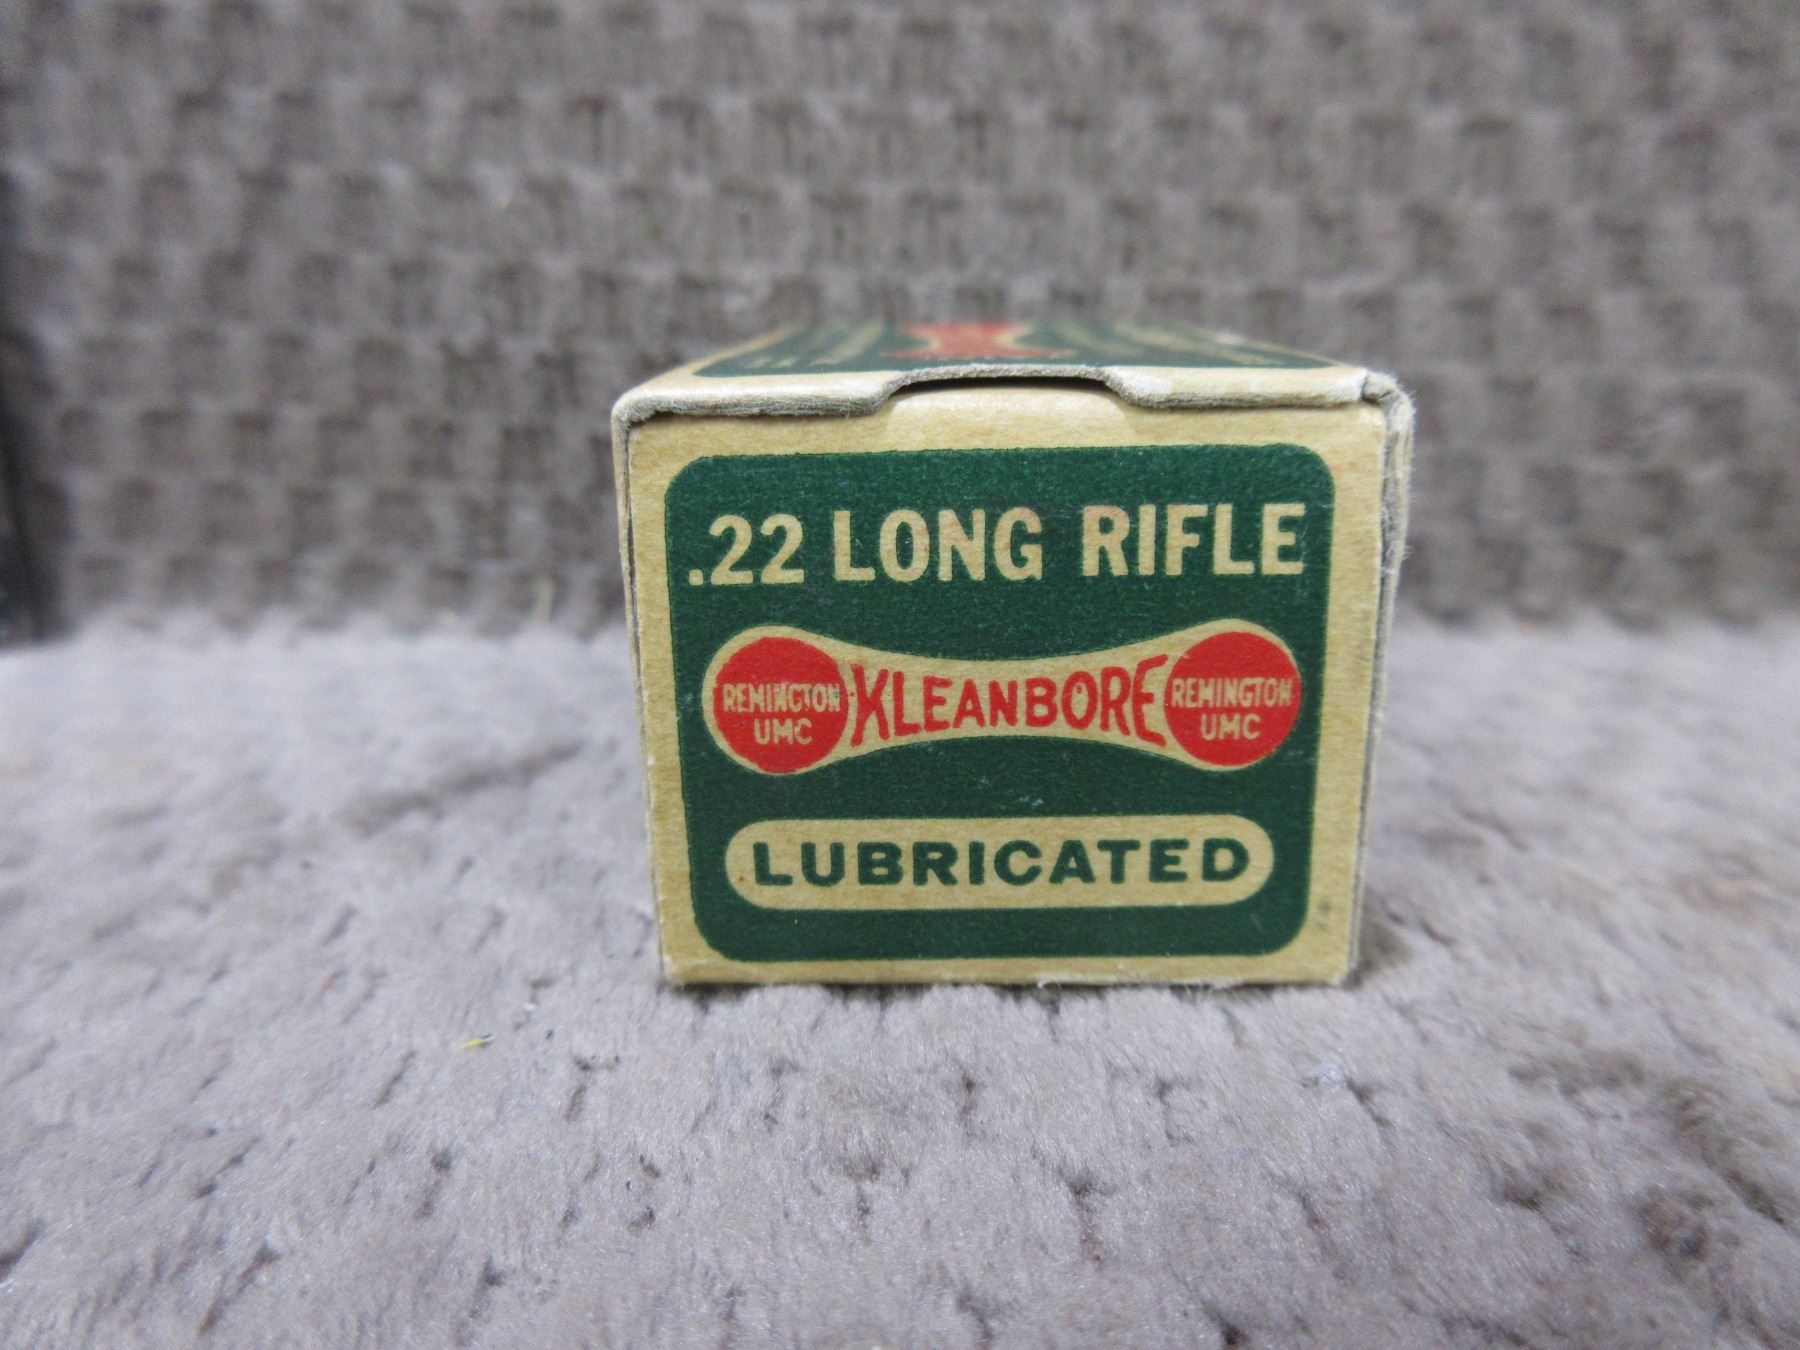 .22 LONG RIFLE
REMINGTON UMC KLEANBORE REMINGTON UMC
LUBRICATED